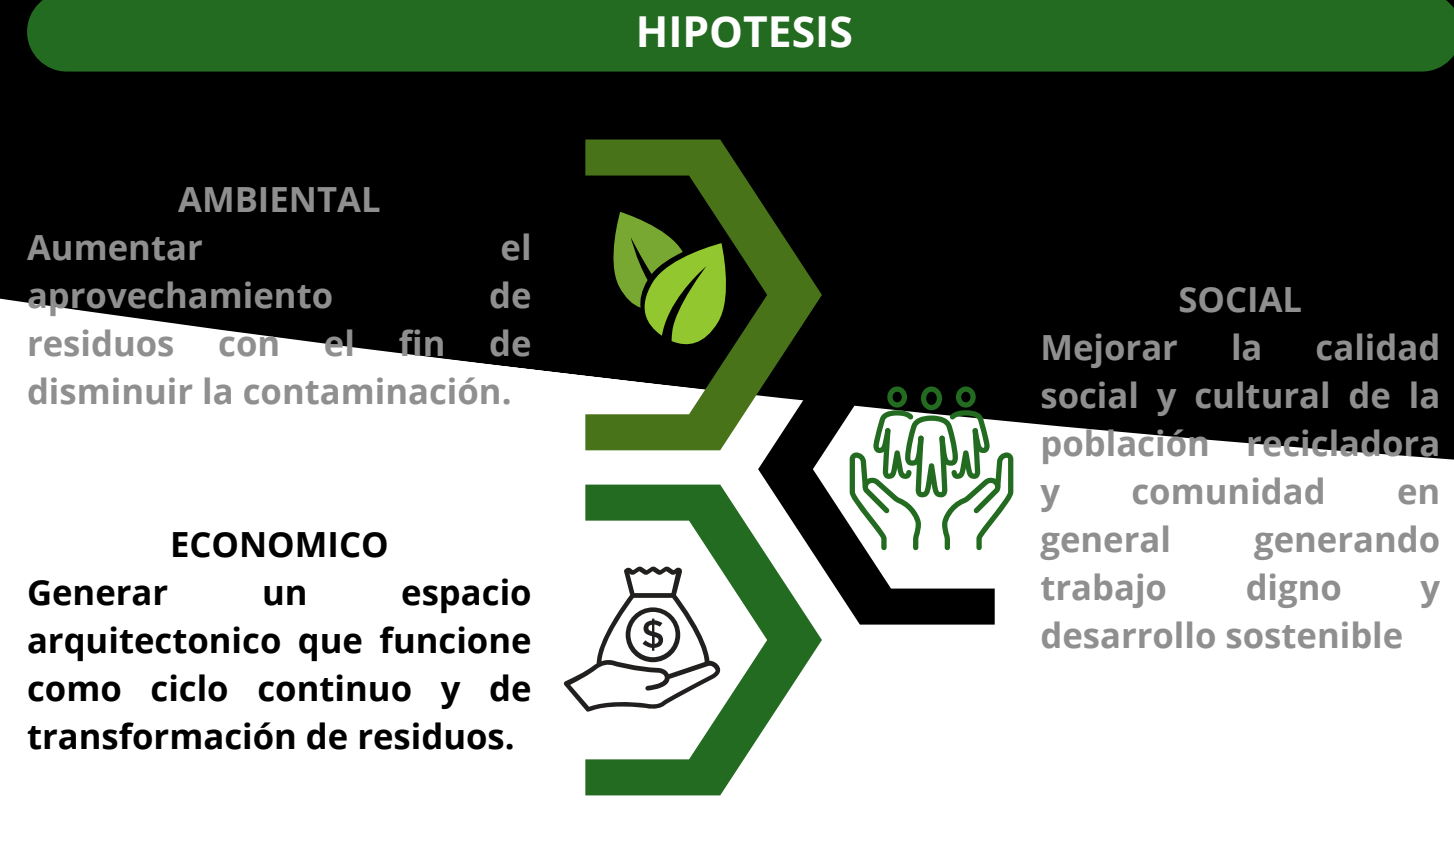 HIPOTESIS
AMBIENTAL
Aumentar el
aprovechamiento de
residuos con el fin de
disminuir la contaminación.
SOCIAL
Mejorar la calidad
social y cultural de la
población recicladora
y comunidad en
general generando
trabajo digno y
desarrollo sostenible
ECONOMICO
Generar un espacio
arquitectonico que funcione
como ciclo continuo y de
transformación de residuos.
$